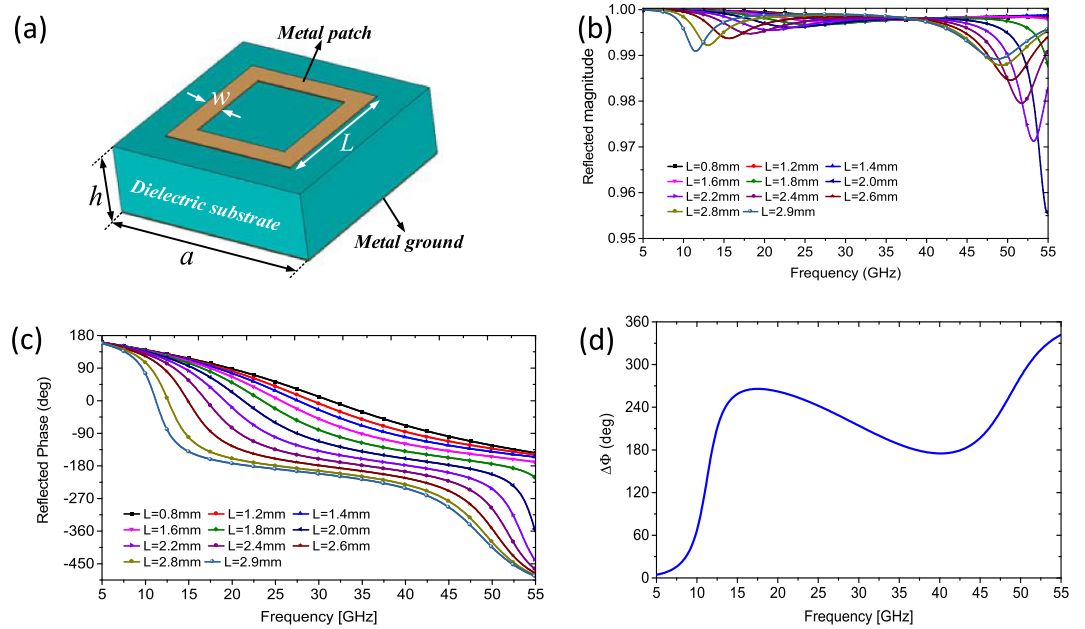 (a)
Metal patch
w
L
h
Dielectric substrate
Metal ground
a
(b)
Reflected magnitude
1.00
0.99
0.98
0.97
0.96
0.95
L=0.8mm L=1.2mm L=1.4mm
L=1.6mm L=1.8mm L=2.0mm
L=2.2mm L=2.4mm L=2.6mm
L=2.8mm L=2.9mm
5 10 15 20 25 30 35 40 45 50 55
Frequency (GHz)
(c)
Reflected Phase (deg)
180
90
0
-90
-180
-270
-360
-450
L=0.8mm L=1.2mm L=1.4mm
L=1.6mm L=1.8mm L=2.0mm
L=2.2mm L=2.4mm L=2.6mm
L=2.8mm L=2.9mm
5 10 15 20 25 30 35 40 45 50 55
Frequency [GHz]
(d)
ΔΦ (deg)
360
300
240
180
120
60
0
5 10 15 20 25 30 35 40 45 50 55
Frequency [GHz]